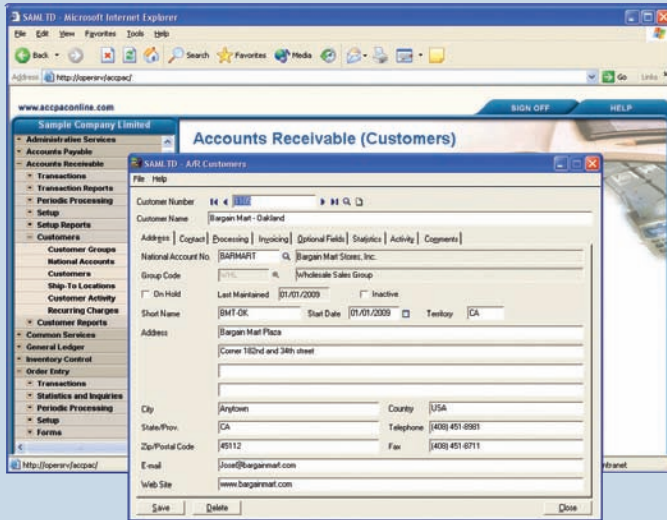 SAMLTD - Microsoft Internet Explorer
File Edit View Favorites Tools Help
Back Search Favorites Media
Address http://opensrv/accpac/ Go Links
www.accpaconline.com SIGN OFF HELP
Sample Company Limited
Administrative Services
Accounts Payable
Accounts Receivable
Transactions
Transaction Reports
Periodic Processing
Setup
Setup Reports
Customers
Customer Groups
National Accounts
Customers
Ship-To Locations
Customer Activity
Recurring Charges
Customer Reports
Common Services
General Ledger
Inventory Control
Order Entry
Transactions
Statistics and Inquiries
Periodic Processing
Setup
Forms
Accounts Receivable (Customers)
SAMLTD - A/R Customers
File Help
Customer Number
Customer Name Bargain Mart - Oakland
Address Contact Processing Invoicing Optional Fields Statistics Activity Comments
National Account No. BARMART Bargain Mart Stores, Inc.
Group Code WHL Wholesale Sales Group
On Hold Last Maintained 01/01/2009 Inactive
Short Name BMT-OK Start Date 01/01/2009 Territory CA
Address Bargain Mart Plaza
Corner 182nd and 34th street
City Anytown Country USA
State/Prov. CA Telephone (408) 451-8981
Zip/Postal Code 45112 Fax (408) 451-8711
E-mail Jose@bargainmart.com
Web Site www.bargainmart.com
Save Delete Close
http://opensrv/accpac/ intranet